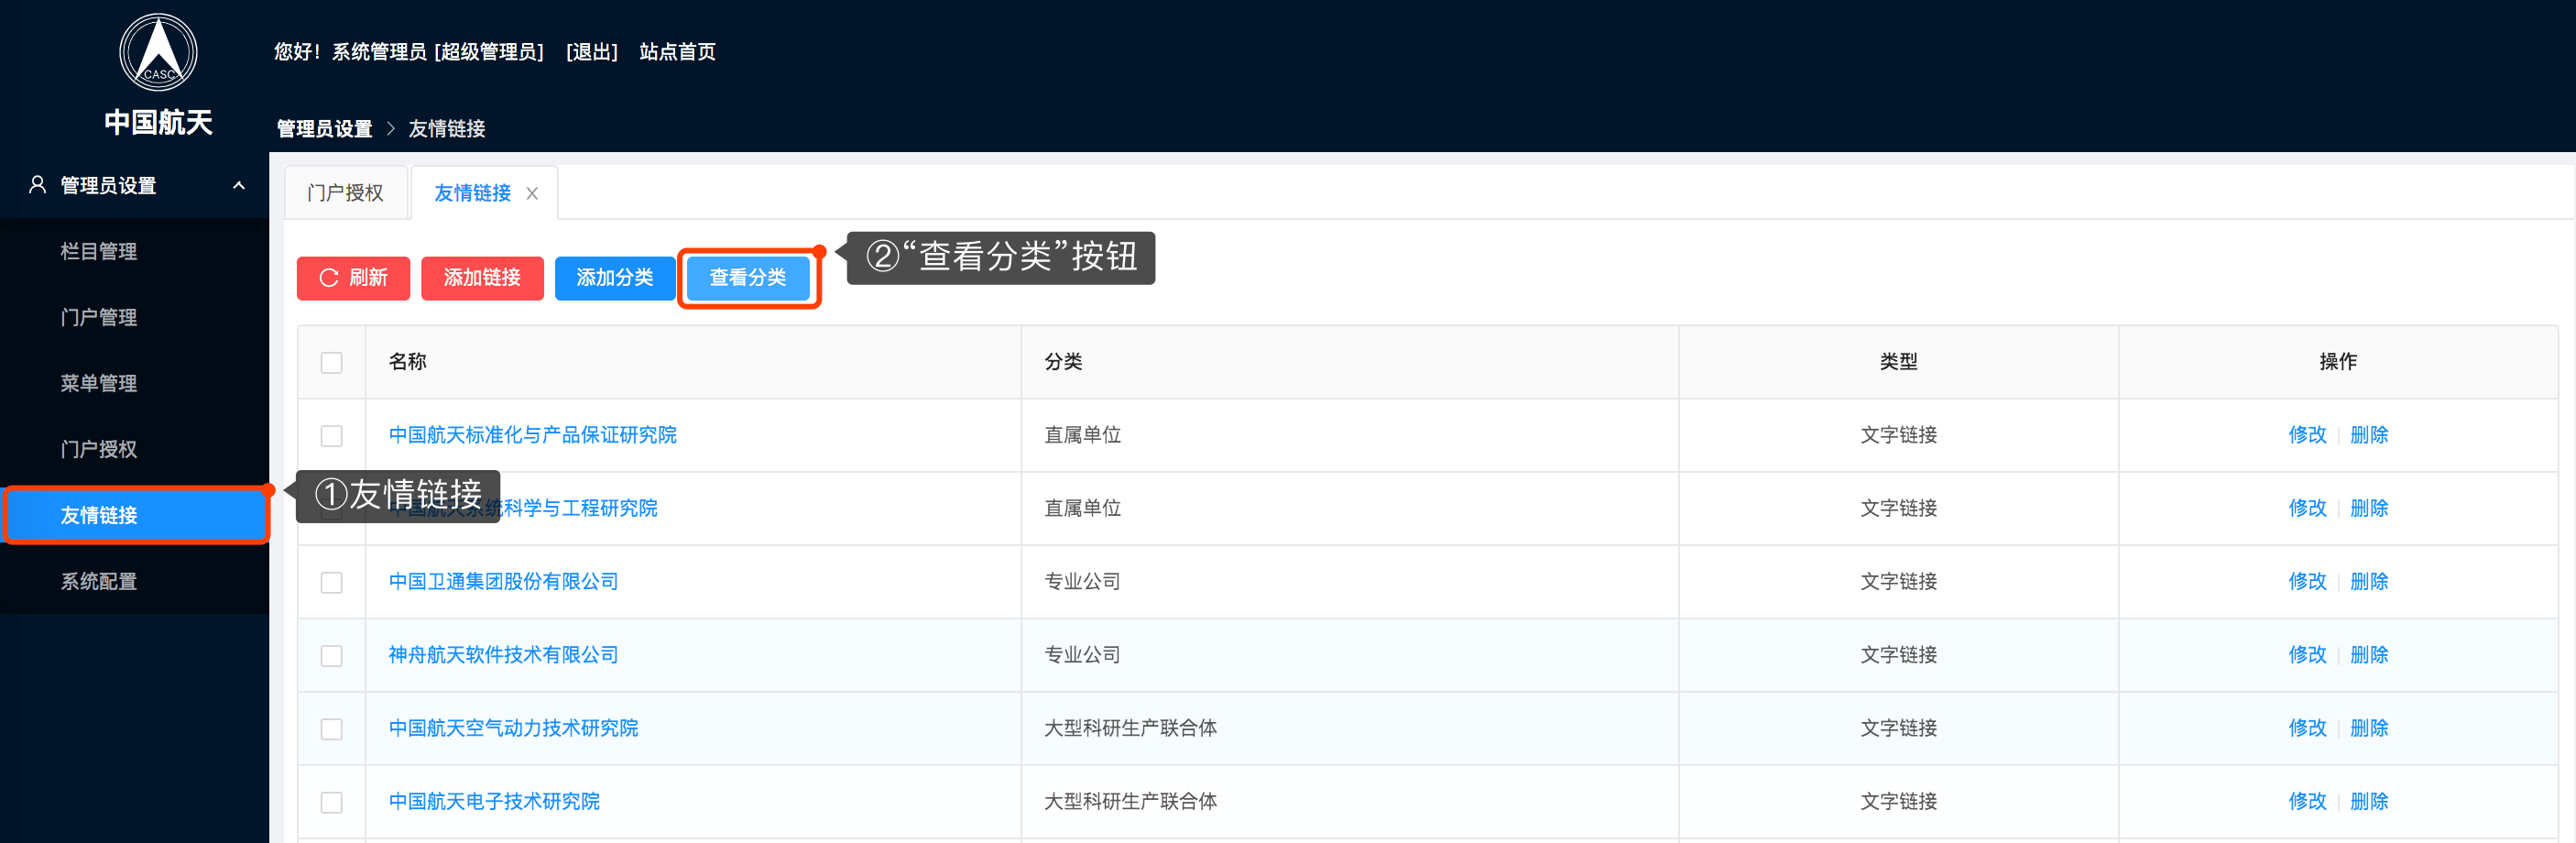 CASC
中国航天
您好！系统管理员 [超级管理员] [退出] 站点首页
管理员设置 > 友情链接
管理员设置
栏目管理
门户管理
菜单管理
门户授权
友情链接
系统配置
门户授权 友情链接 X
刷新 添加链接 添加分类 查看分类
②“查看分类”按钮
名称 分类 类型 操作
中国航天标准化与产品保证研究院 直属单位 文字链接 修改 删除
①友情链接
中国航天系统科学与工程研究院 直属单位 文字链接 修改 删除
中国卫通集团股份有限公司 专业公司 文字链接 修改 删除
神舟航天软件技术有限公司 专业公司 文字链接 修改 删除
中国航天空气动力技术研究院 大型科研生产联合体 文字链接 修改 删除
中国航天电子技术研究院 大型科研生产联合体 文字链接 修改 删除